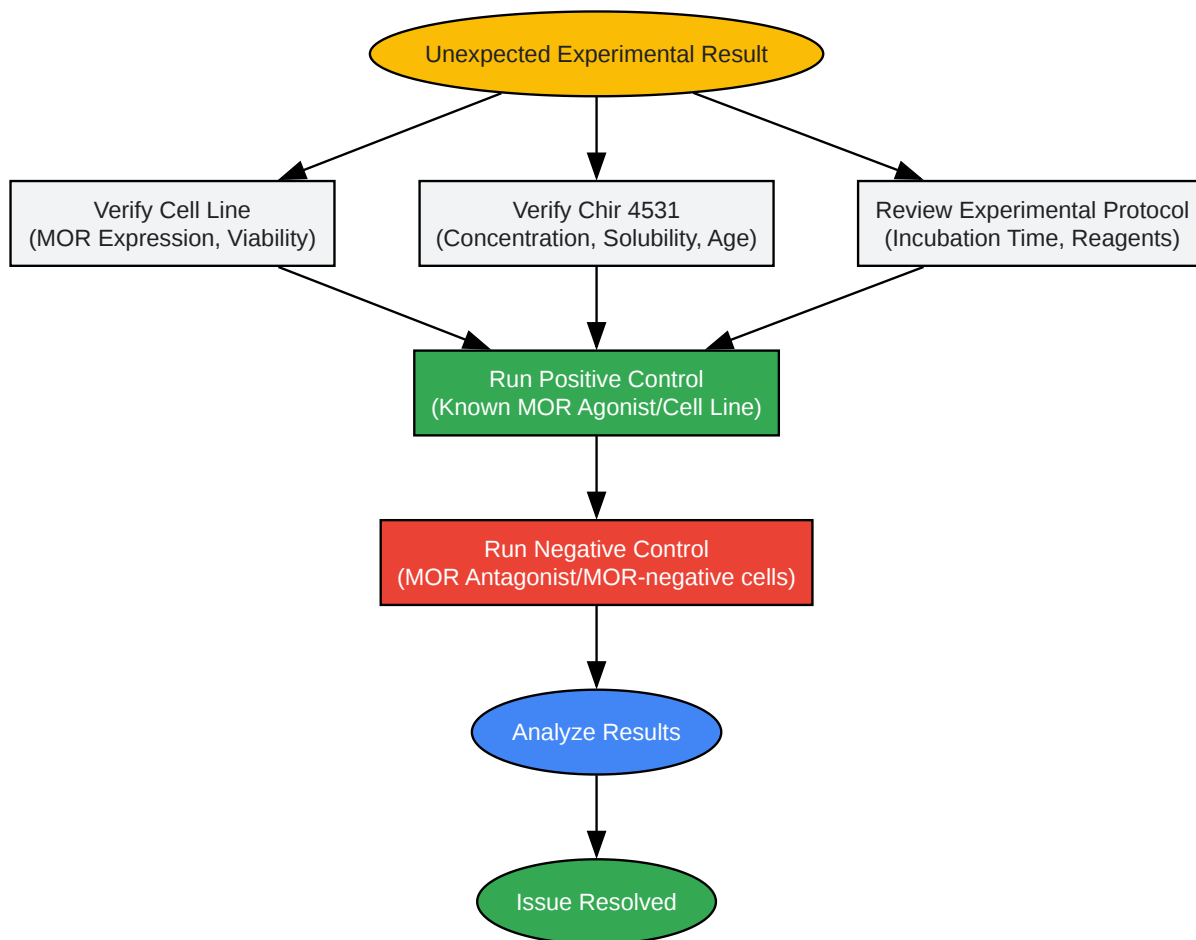 Unexpected Experimental Result
Verify Cell Line
(MOR Expression, Viability)
Verify Chir 4531
(Concentration, Solubility, Age)
Review Experimental Protocol
(Incubation Time, Reagents)
Run Positive Control
(Known MOR Agonist/Cell Line)
Run Negative Control
(MOR Antagonist/MOR-negative cells)
Analyze Results
Issue Resolved